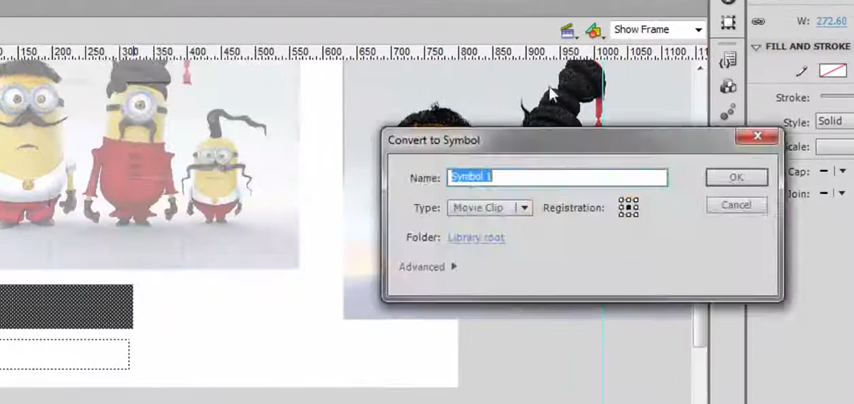 Show Frame
W: 272.60
150 200 250 300 350 400 450 500 550 600 650 700 750 800 850 900 950 1000 1050 1100 11
FILL AND STROKE
Stroke:
Style: Solid
Scale:
Cap:
Join:
Convert to Symbol
Name: Symbol 1
OK
Type: Movie Clip
Registration:
Cancel
Folder: Library root
Advanced